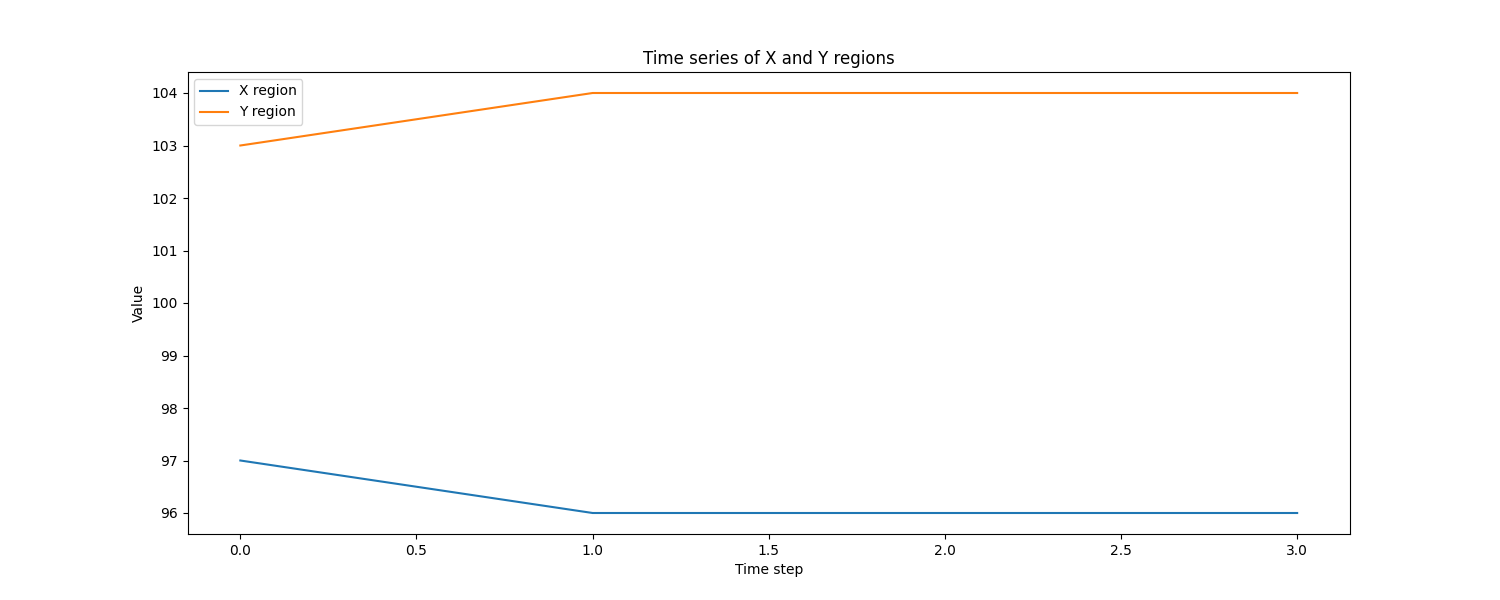 Time series of X and Y regions
X region
Y region
104
103
102
101
100
99
98
97
96
Value
0.0 0.5 1.0 1.5 2.0 2.5 3.0
Time step